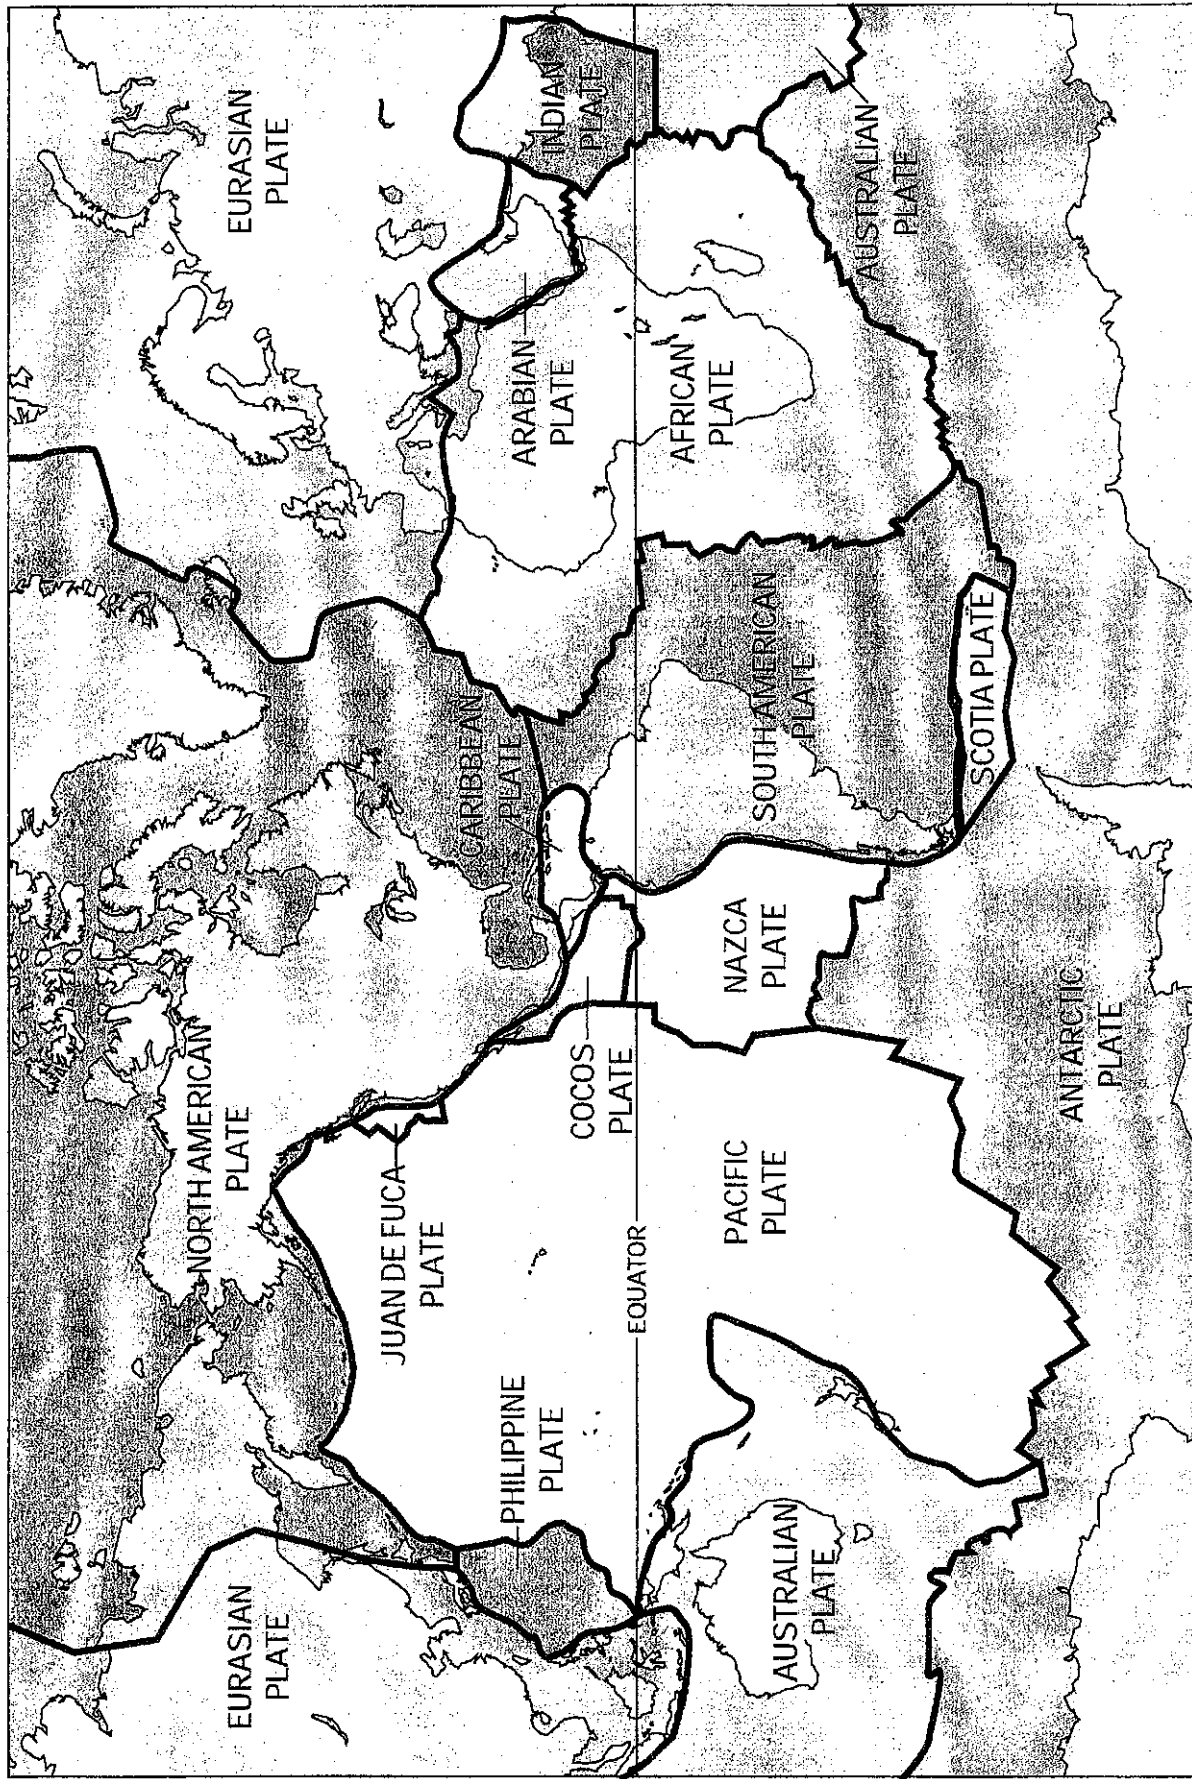 EURASIAN
PLATE
NORTH AMERICAN
PLATE
EURASIAN
PLATE
JUAN DE FUCA
PLATE
CARIBBEAN
PLATE
ARABIAN
PLATE
INDIAN
PLATE
PHILIPPINE
PLATE
COCOS
PLATE
EQUATOR
AFRICAN
PLATE
PACIFIC
PLATE
NAZCA
PLATE
SOUTH AMERICAN
PLATE
AUSTRALIAN
PLATE
AUSTRALIAN
PLATE
SCOTIA PLATE
ANTARCTIC
PLATE